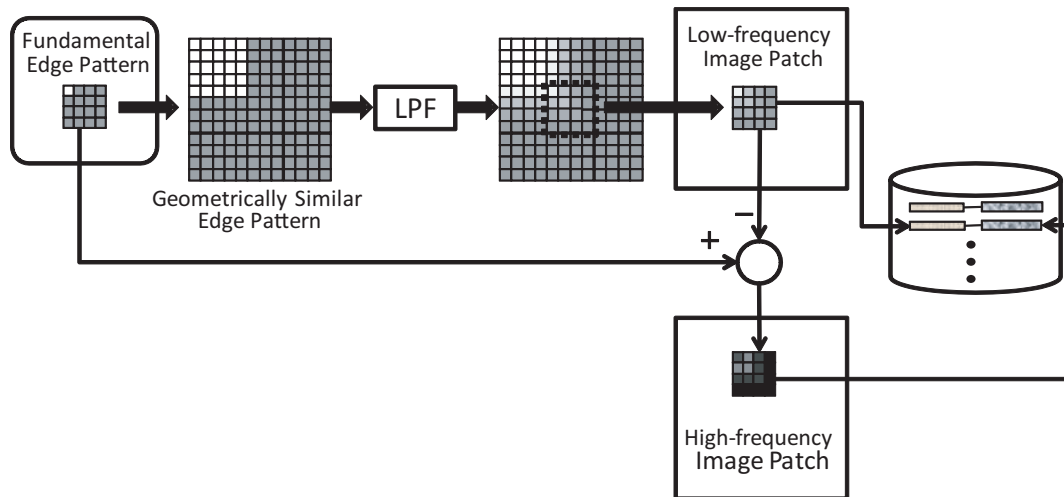 Fundamental
Edge Pattern
Geometrically Similar
Edge Pattern
LPF
Low-frequency
Image Patch
−
+
High-frequency
Image Patch